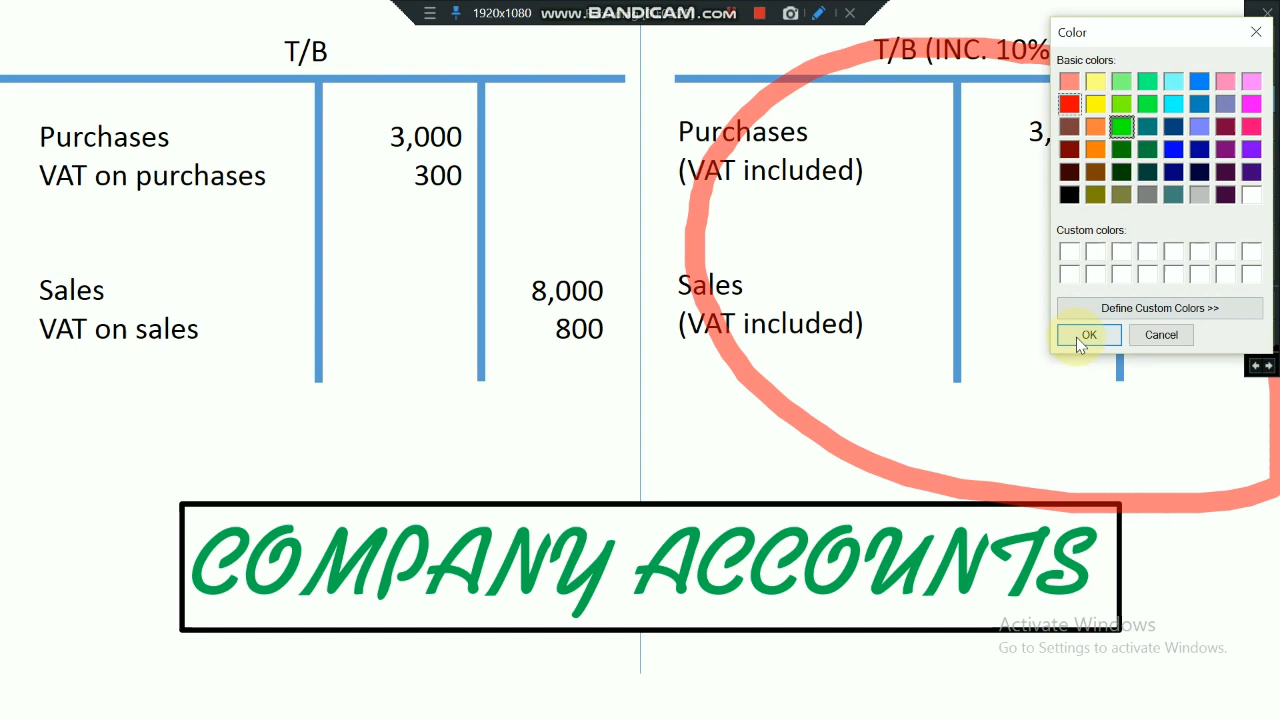 1920x1080
www.BANDICAM.com
T/B
Purchases 3,000
VAT on purchases 300
Sales 8,000
VAT on sales 800
T/B (INC. 10%
Purchases 3,
(VAT included)
Sales
(VAT included)
Color
Basic colors:
Custom colors:
Define Custom Colors >>
OK Cancel
COMPANY ACCOUNTS
Activate Windows
Go to Settings to activate Windows.